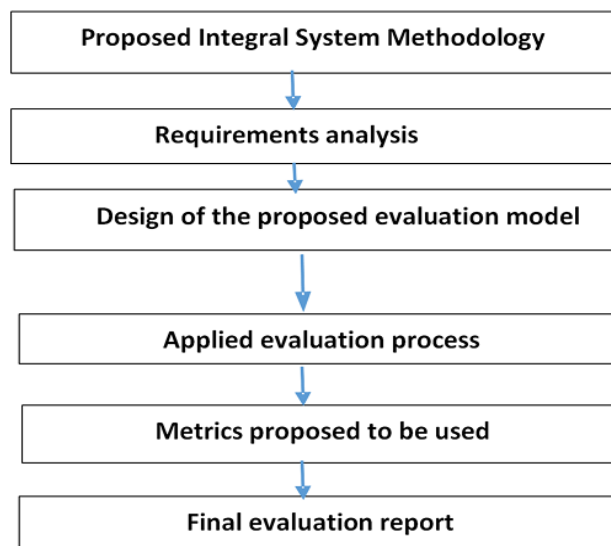 Proposed Integral System Methodology
Requirements analysis
Design of the proposed evaluation model
Applied evaluation process
Metrics proposed to be used
Final evaluation report